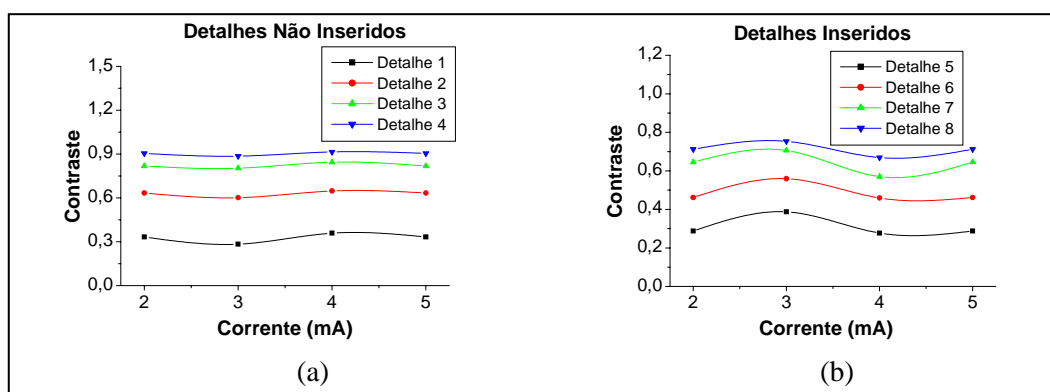 Detalhes Não Inseridos
Detalhe 1
Detalhe 2
Detalhe 3
Detalhe 4
1,5
1,2
0,9
0,6
0,3
0,0
Contraste
2 3 4 5
Corrente (mA)
(a)
Detalhes Inseridos
Detalhe 5
Detalhe 6
Detalhe 7
Detalhe 8
1,2
1,0
0,8
0,6
0,4
0,2
0,0
Contraste
2 3 4 5
Corrente (mA)
(b)